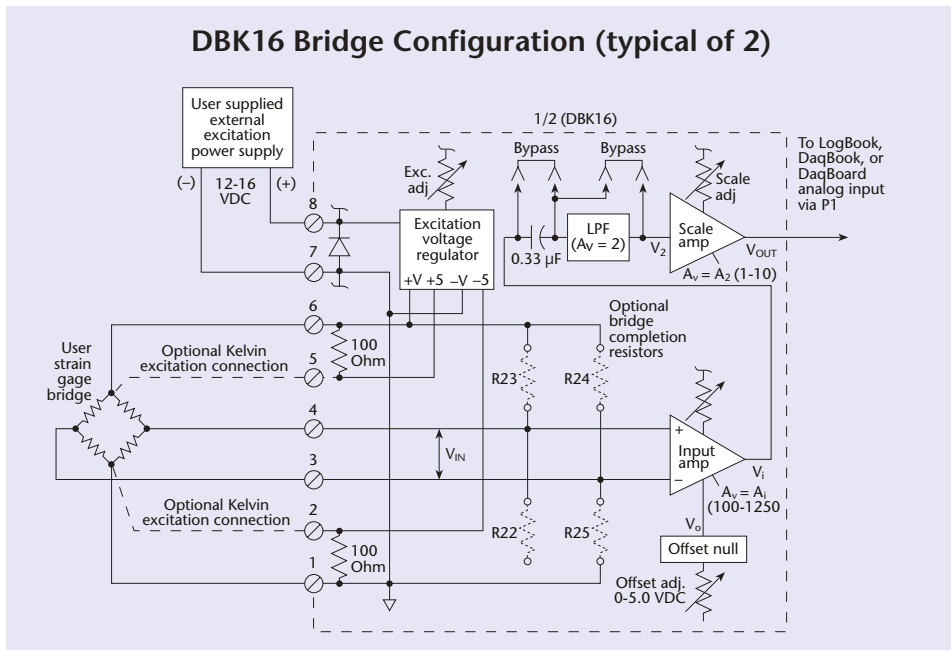 DBK16 Bridge Configuration (typical of 2)
User supplied
external
excitation
power supply
(–)
12-16
VDC
(+)
1/2 (DBK16)
Bypass
Bypass
To LogBook,
DaqBook, or
DaqBoard
analog input
via P1
Exc.
adj
Scale
adj
8
7
Excitation
voltage
regulator
+V
+5
–V
–5
0.33 µF
LPF
(Av = 2)
V2
Scale
amp
VOUT
Av = A2 (1-10)
6
5
100
Ohm
Optional
bridge
completion
resistors
User
strain
gage
bridge
Optional Kelvin
excitation connection
R23
R24
4
3
VIN
+
Input
amp
–
Vi
Av = Ai
(100-1250
Optional Kelvin
excitation connection
2
1
100
Ohm
R22
R25
Vo
Offset null
Offset adj.
0-5.0 VDC